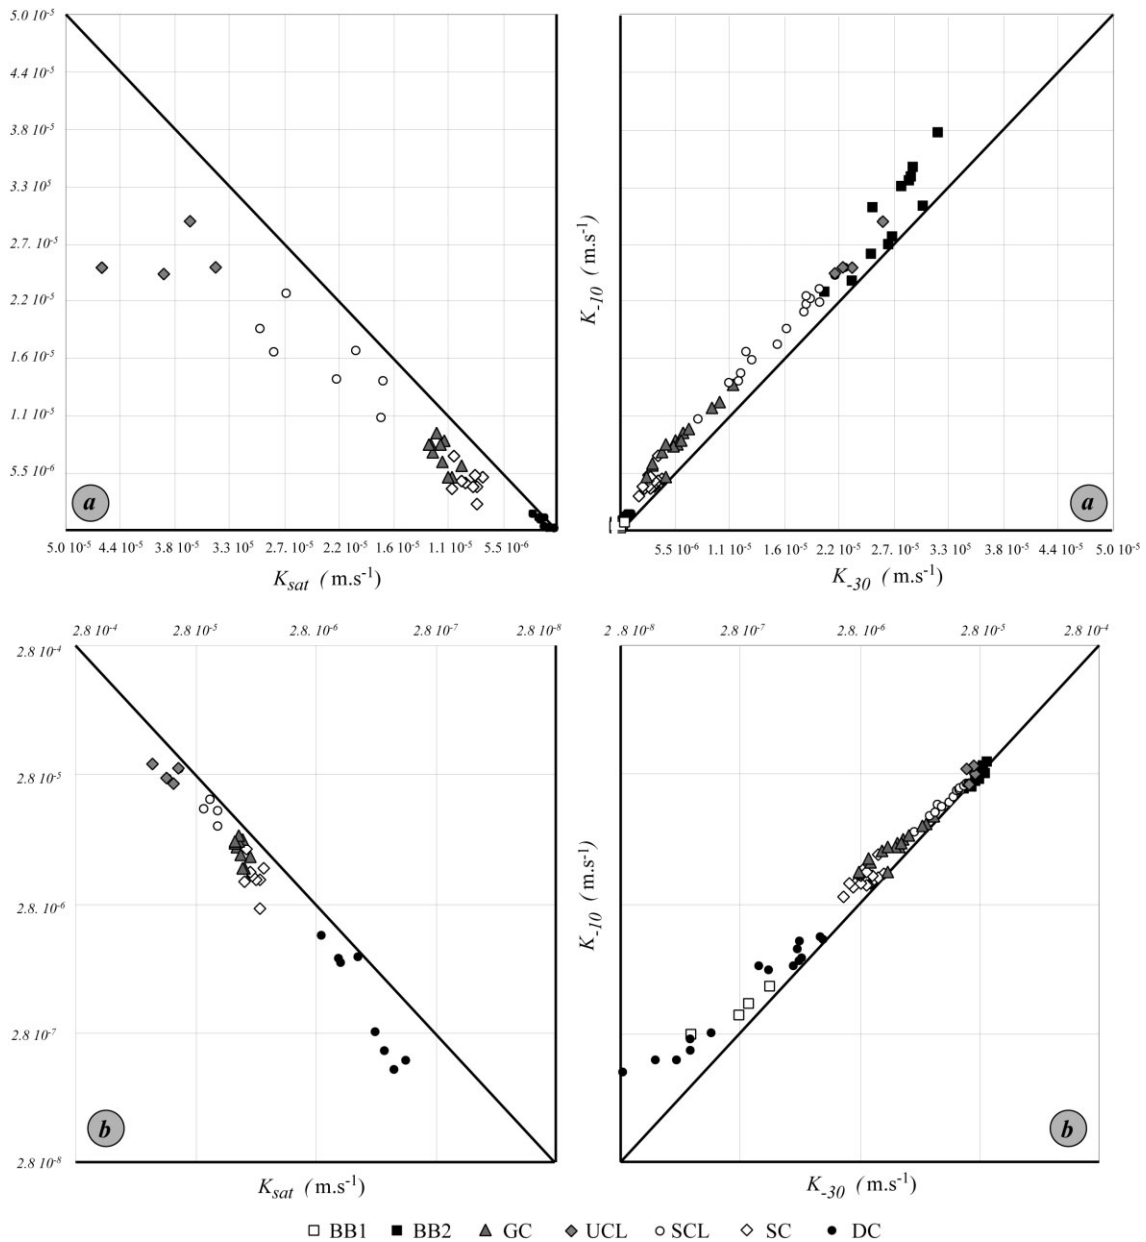 5.0 10-5
4.4 10-5
3.8 10-5
3.3 10-5
2.7. 10-5
2.2 10-5
1.6 10-5
1.1 10-5
5.5 10-6
a
5.0 10-5 4.4 10-5 3.8 10-5 3.3 10-5 2.7. 10-5 2.2 10-5 1.6 10-5 1.1 10-5 5.5 10-6
Ksat ( m.s-1)
K-10 ( m.s-1)
a
5.5 10-6 1.1 10-5 1.6 10-5 2.2 10-5 2.7. 10-5 3.3 105 3.8 10-5 4.4 10-5 5.0 10-5
K-30 ( m.s-1)
2.8 10-4 2.8 10-5 2.8. 10-6 2.8 10-7 2.8 10-8
2.8 10-4
2.8 10-5
2.8. 10-6
2.8 10-7
2.8 10-8
b
Ksat ( m.s-1)
2 .8 10-8 2.8 10-7 2.8. 10-6 2.8 10-5 2.8 10-4
K-10 ( m.s-1)
b
K-30 ( m.s-1)
BB1 BB2 GC UCL SCL SC DC